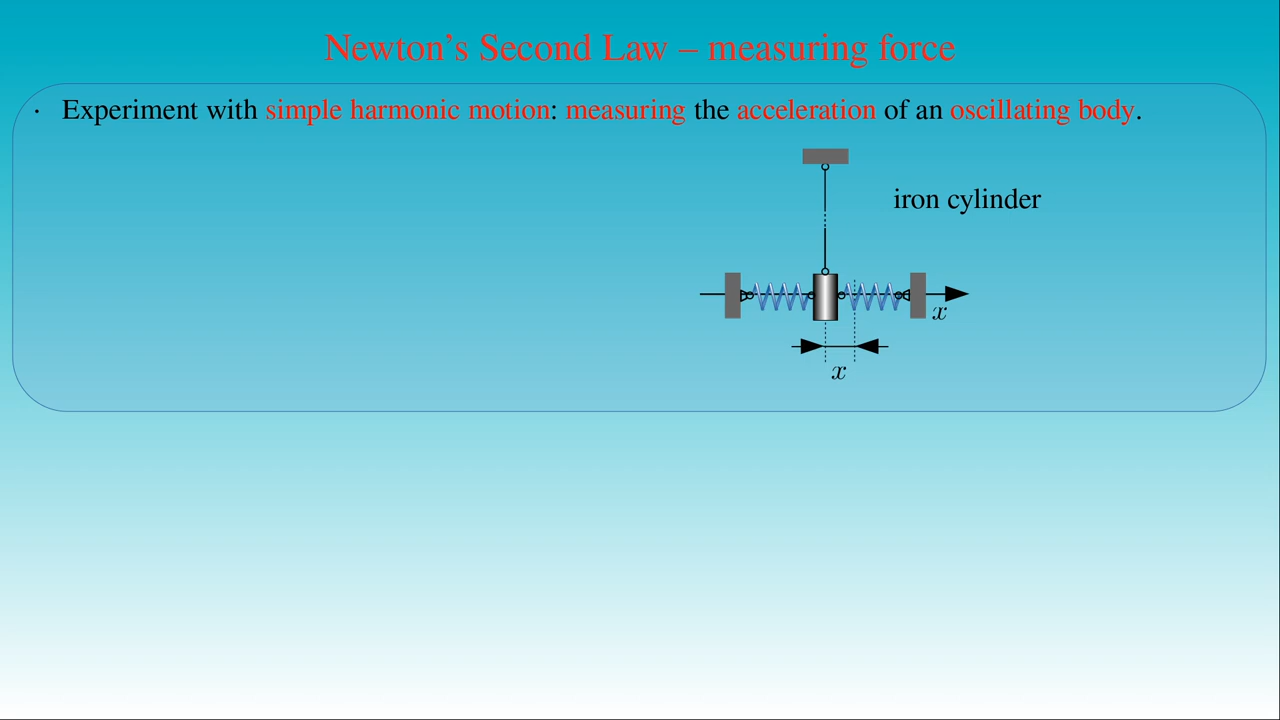 Newton’s Second Law – measuring force
· Experiment with simple harmonic motion: measuring the acceleration of an oscillating body.
iron cylinder
x
x